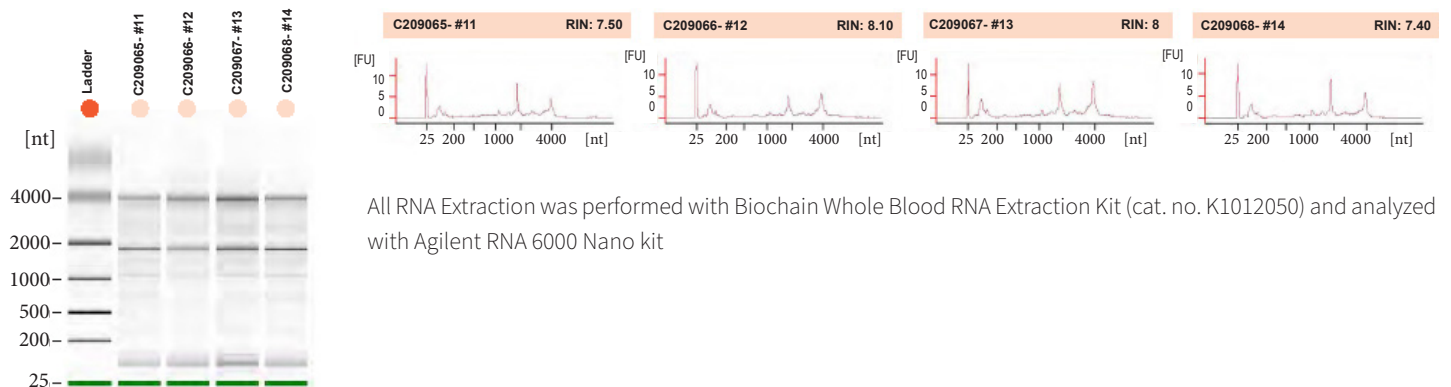 Ladder
C209065- #11
C209066- #12
C209067- #13
C209068- #14
[nt]
4000
2000
1000
500
200
25
C209065- #11 RIN: 7.50
[FU]
10
5
0
25 200 1000 4000 [nt]
C209066- #12 RIN: 8.10
[FU]
10
5
0
25 200 1000 4000 [nt]
C209067- #13 RIN: 8
[FU]
10
5
0
25 200 1000 4000 [nt]
C209068- #14 RIN: 7.40
[FU]
10
5
0
25 200 1000 4000 [nt]
All RNA Extraction was performed with Biochain Whole Blood RNA Extraction Kit (cat. no. K1012050) and analyzed
with Agilent RNA 6000 Nano kit